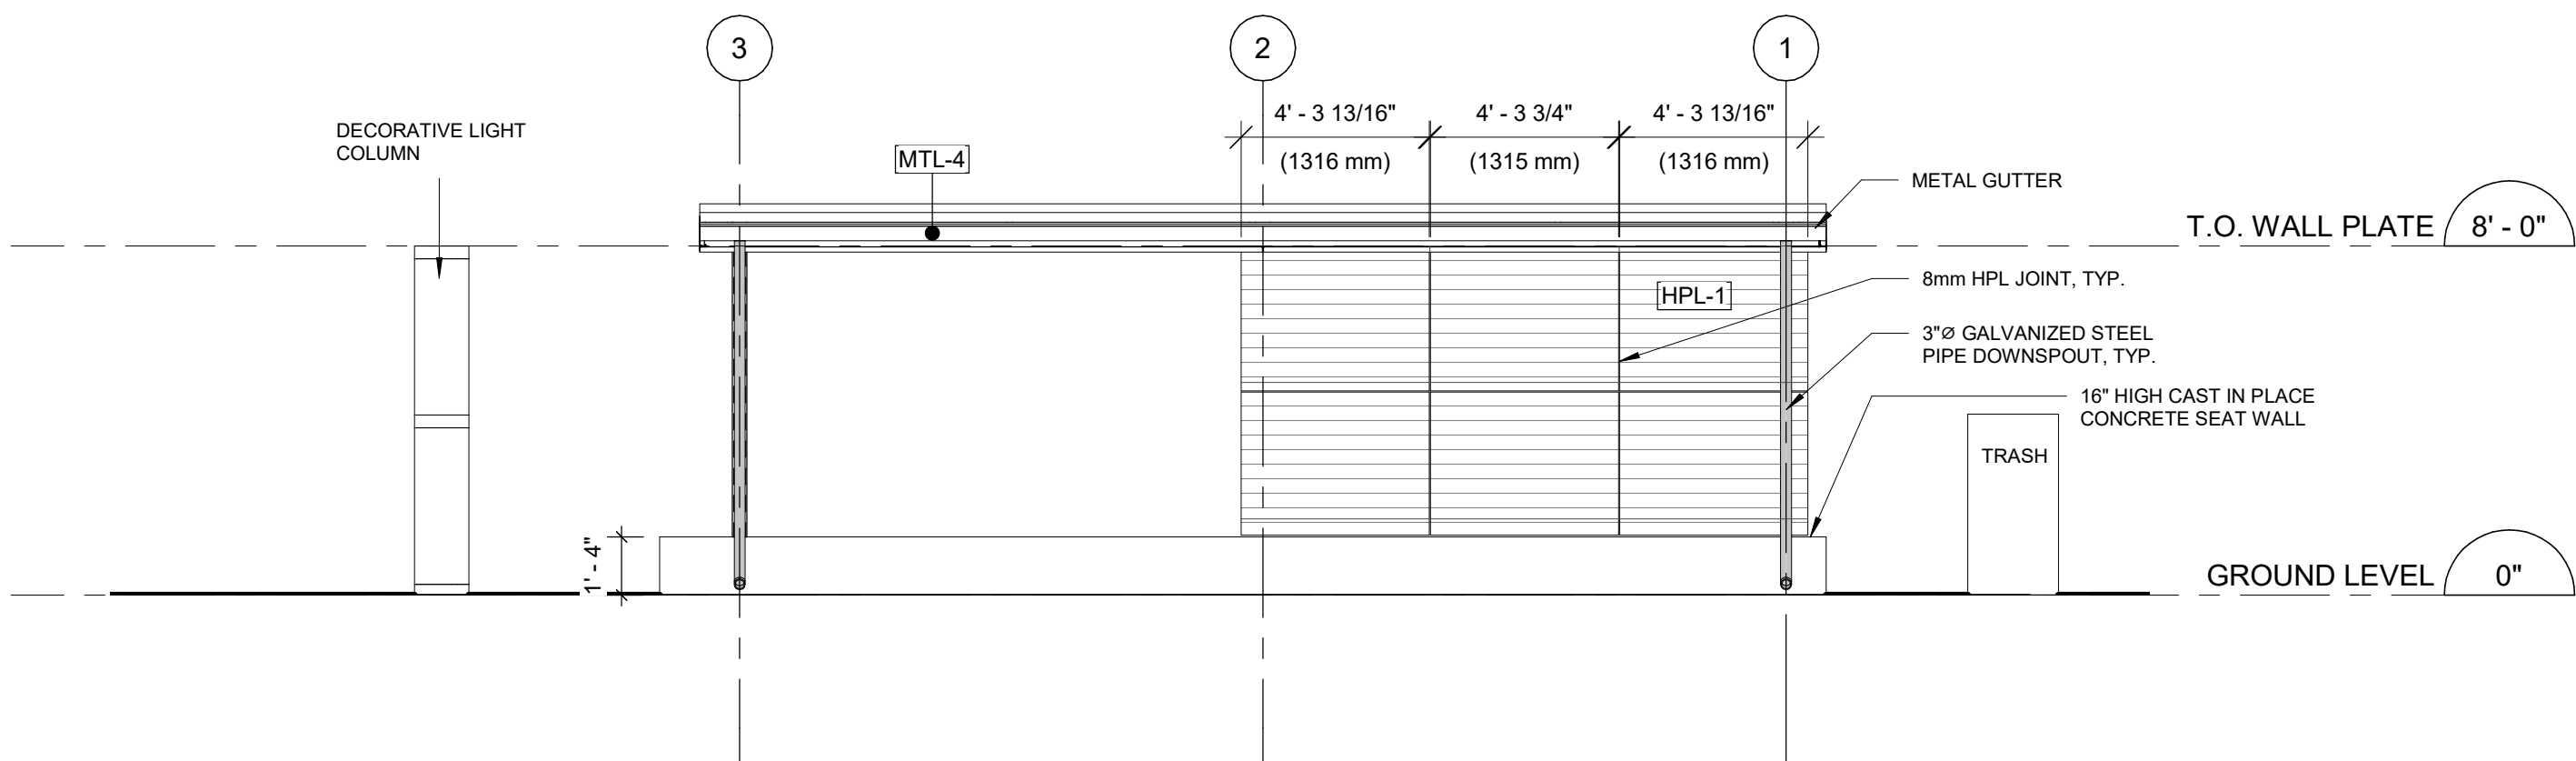 3
2
1
4' - 3 13/16"
4' - 3 3/4"
4' - 3 13/16"
(1316 mm)
(1315 mm)
(1316 mm)
DECORATIVE LIGHT
COLUMN
MTL-4
METAL GUTTER
T.O. WALL PLATE
8' - 0"
8mm HPL JOINT, TYP.
HPL-1
3"⌀ GALVANIZED STEEL
PIPE DOWNSPOUT, TYP.
16" HIGH CAST IN PLACE
CONCRETE SEAT WALL
TRASH
1' - 4"
GROUND LEVEL
0"